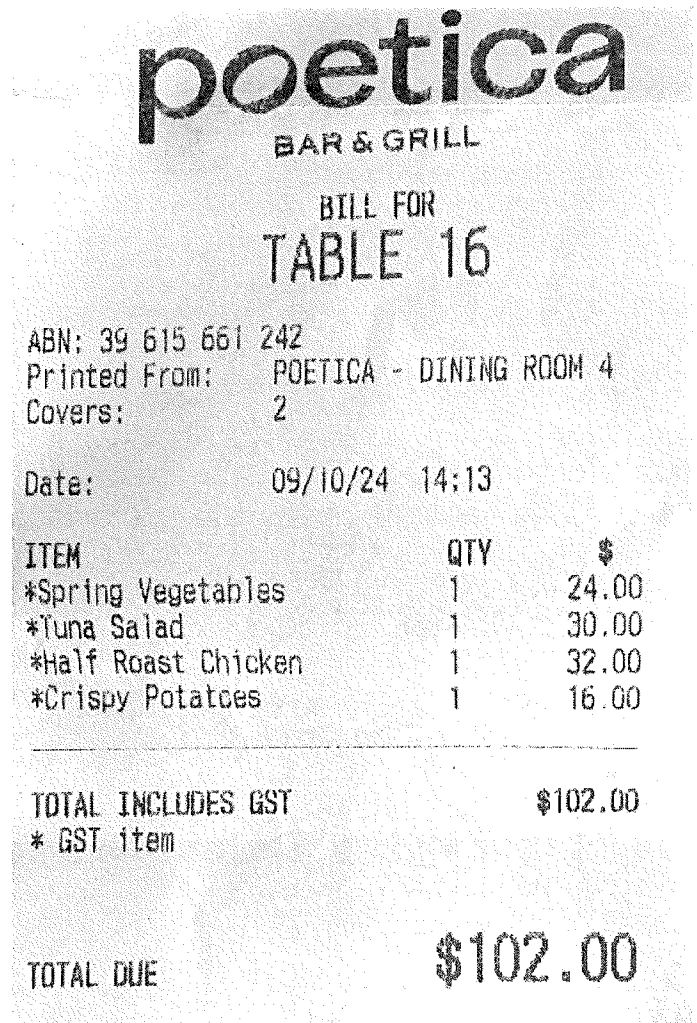 poetica
BAR & GRILL
BILL FOR
TABLE 16
ABN: 39 615 661 242
Printed From: POETICA - DINING ROOM 4
Covers: 2
Date: 09/10/24 14:13
ITEM QTY $
*Spring Vegetables 1 24.00
*Tuna Salad 1 30.00
*Half Roast Chicken 1 32.00
*Crispy Potatoes 1 16.00
TOTAL INCLUDES GST $102.00
* GST item
TOTAL DUE $102.00